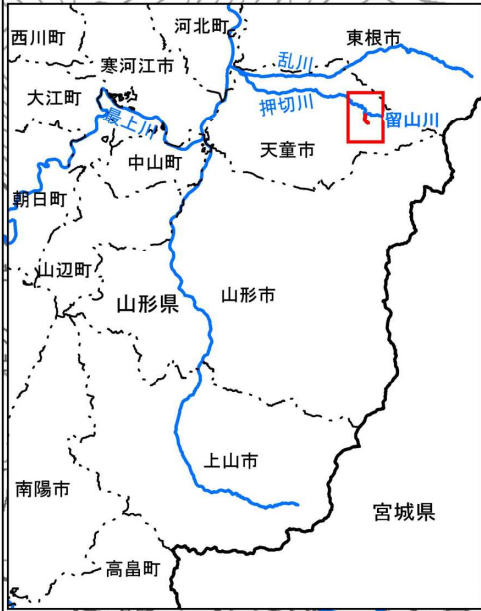 河北町
西川町
東根市
乱川
寒河江市
大江町
押切川
留山川
最上川
天童市
中山町
朝日町
山辺町
山形県
山形市
上山市
南陽市
宮城県
高畠町